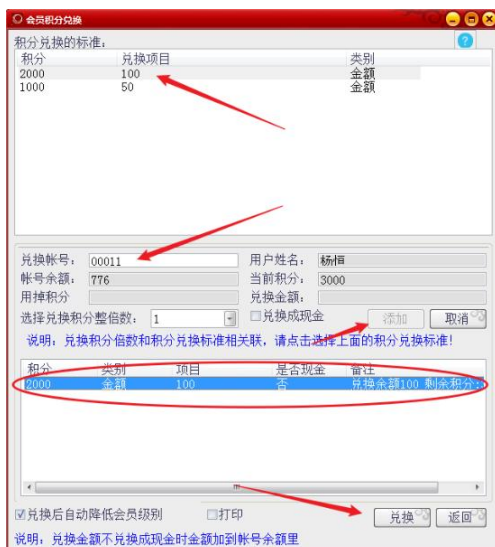 会员积分兑换
积分兑换的标准:
积分 兑换项目 类别
2000 100 金额
1000 50 金额
兑换帐号: 00011 用户姓名: 杨恒
帐号余额: 776 当前积分: 3000
用掉积分 兑换金额:
选择兑换积分整倍数: 1 兑换成现金 添加 取消
说明:兑换积分倍数和积分兑换标准相关联,请点击选择上面的积分兑换标准!
积分 类别 项目 是否现金 备注
2000 金额 100 否 兑换金额100 剩余积分:
兑换后自动降低会员级别 打印 兑换 返回
说明:兑换金额不兑换成现金时金额加到帐号余额里